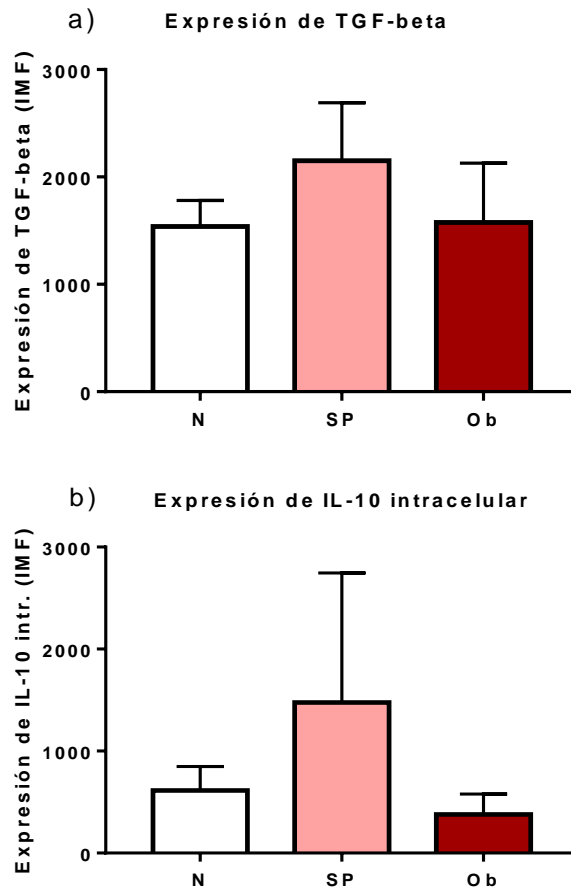 a) Expresión de TGF-beta
Expresión de TGF-beta (IMF)
3000
2000
1000
0
N SP Ob
b) Expresión de IL-10 intracelular
Expresión de IL-10 intr. (IMF)
3000
2000
1000
0
N SP Ob